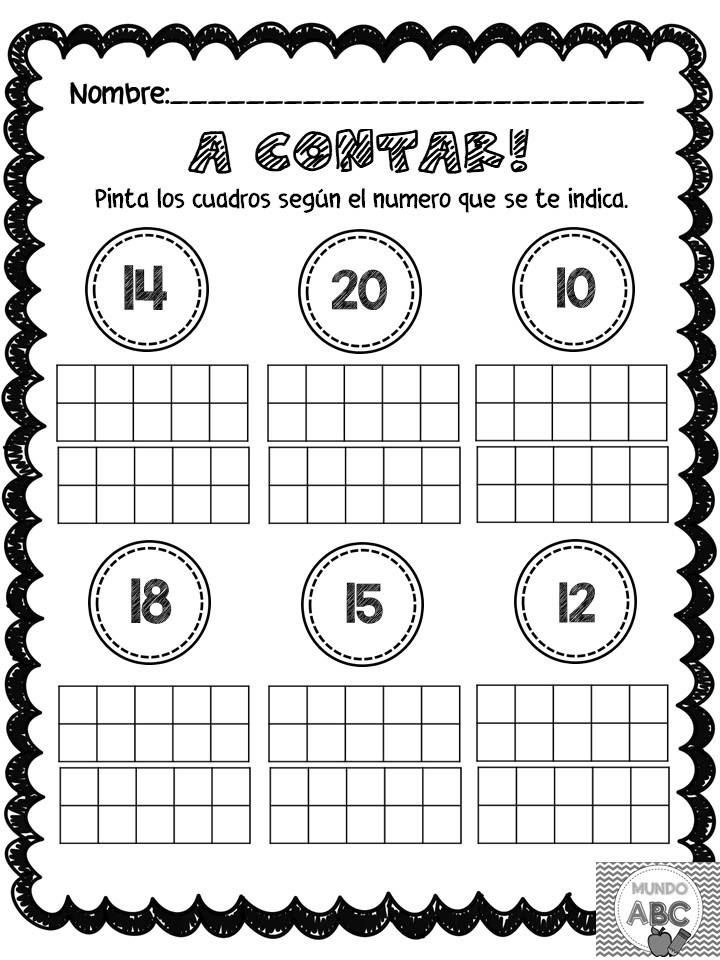 Nombre:_________________________
A CONTAR!
Pinta los cuadros según el numero que se te indica.
14 20 10
18 15 12
MUNDO
ABC